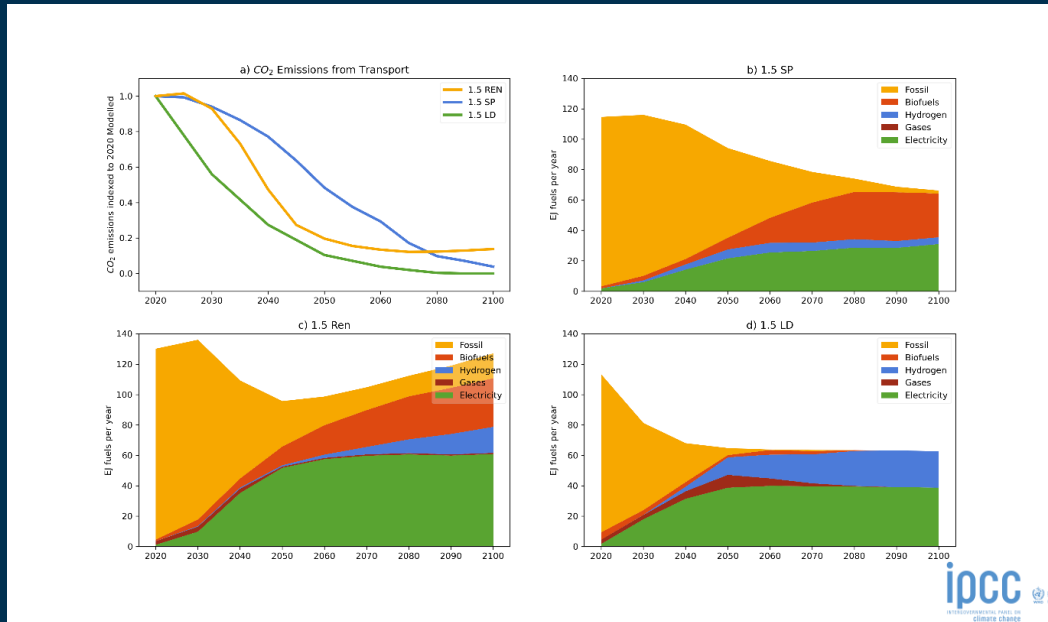 a) CO₂ Emissions from Transport
CO₂ emissions indexed to 2020 Modelled
1.0
0.8
0.6
0.4
0.2
0.0
2020 2030 2040 2050 2060 2070 2080 2090 2100
1.5 REN
1.5 SP
1.5 LD
b) 1.5 SP
EJ fuels per year
140
120
100
80
60
40
20
0
2020 2030 2040 2050 2060 2070 2080 2090 2100
Fossil
Biofuels
Hydrogen
Gases
Electricity
c) 1.5 Ren
EJ fuels per year
140
120
100
80
60
40
20
0
2020 2030 2040 2050 2060 2070 2080 2090 2100
Fossil
Biofuels
Hydrogen
Gases
Electricity
d) 1.5 LD
EJ fuels per year
140
120
100
80
60
40
20
0
2020 2030 2040 2050 2060 2070 2080 2090 2100
Fossil
Biofuels
Hydrogen
Gases
Electricity
ipcc
INTERGOVERNMENTAL PANEL ON
climate change